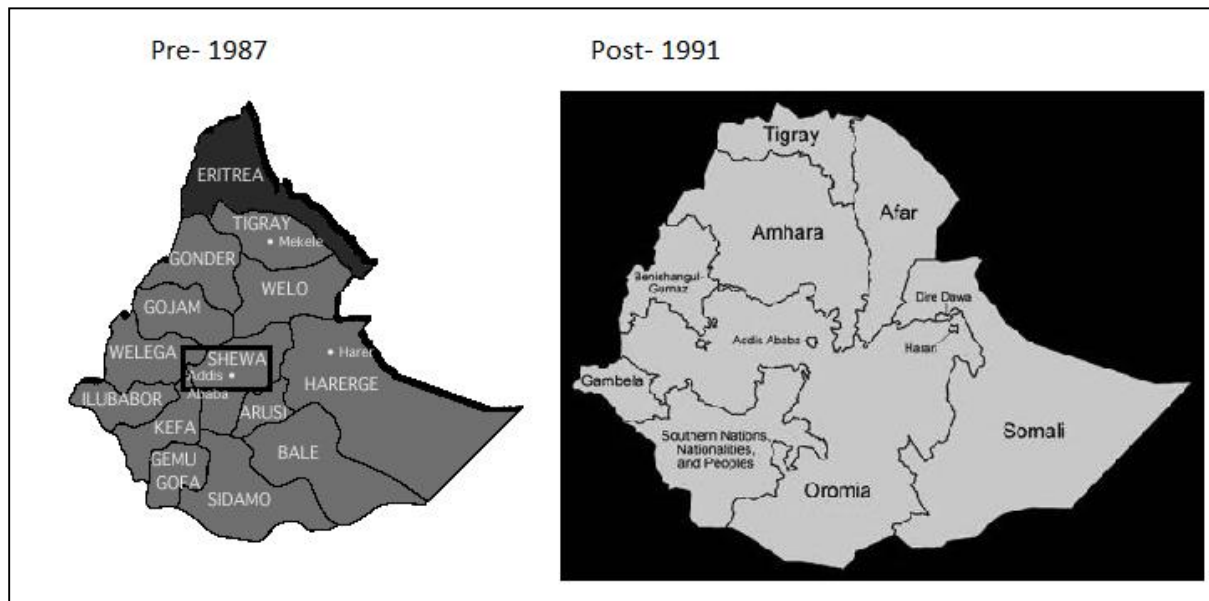 Pre- 1987
Post- 1991
ERITREA
TIGRAY
Mekele
GONDER
WELO
GOJAM
WELEGA
SHEWA
Addis
Ababa
Harer
HARERGE
ILUBABOR
ARUSI
KEFA
BALE
GEMU
GOFA
SIDAMO
Tigray
Afar
Amhara
Benishangul-
Gumaz
Dire Dawa
Addis Ababa
Harari
Gambela
Somali
Southern Nations,
Nationalities,
and Peoples
Oromia